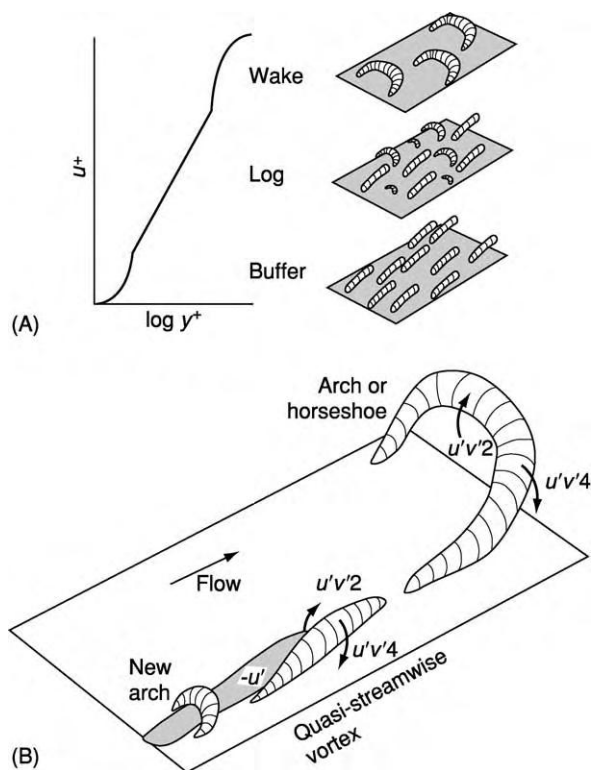 u⁺
Wake
Log
Buffer
log y⁺
(A)
Arch or
horseshoe
u'v'2
u'v'4
Flow
u'v'2
u'v'4
-u'
New
arch
Quasi-streamwise
vortex
(B)